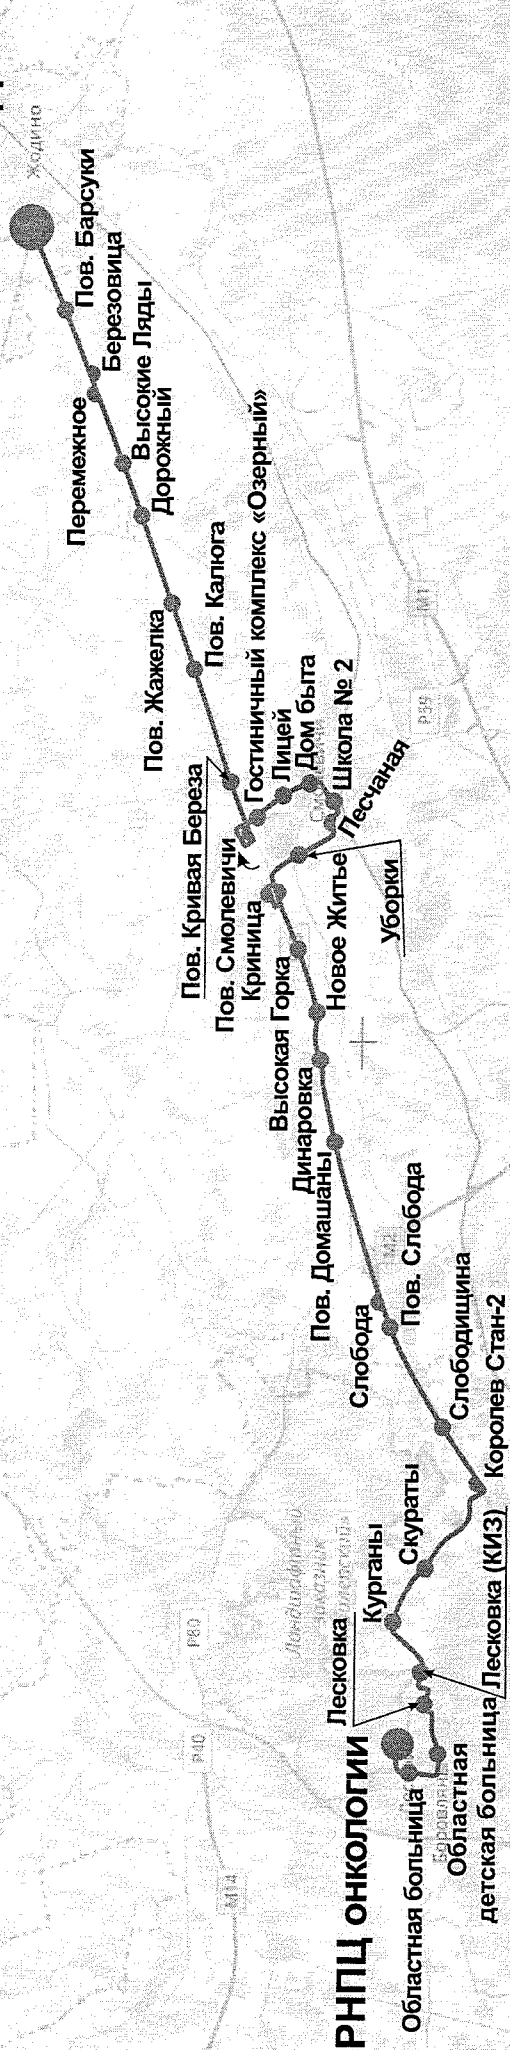 Жодино
Пов. Барсуки
Березовица
Перемежное
Высокие Ляды
Дорожный
Пов. Жажелка
Пов. Калюга
Пов. Кривая Береза
Гостиничный комплекс «Озерный»
Лицей
Дом быта
Школа № 2
Песчаная
Пов. Смолевичи
Криница
Уборки
Новое Житье
Высокая Горка
Динаровка
Пов. Домашаны
Слобода
Пов. Слобода
Слободищина
Королев Стан-2
Скураты
Курганы
Лесковка (КИЗ)
Лесковка
РНПЦ онкологии
Областная больница
Областная
детская больница
М1
Р59
М2
Р80
Р40
М14
Ландшафтный
заказник